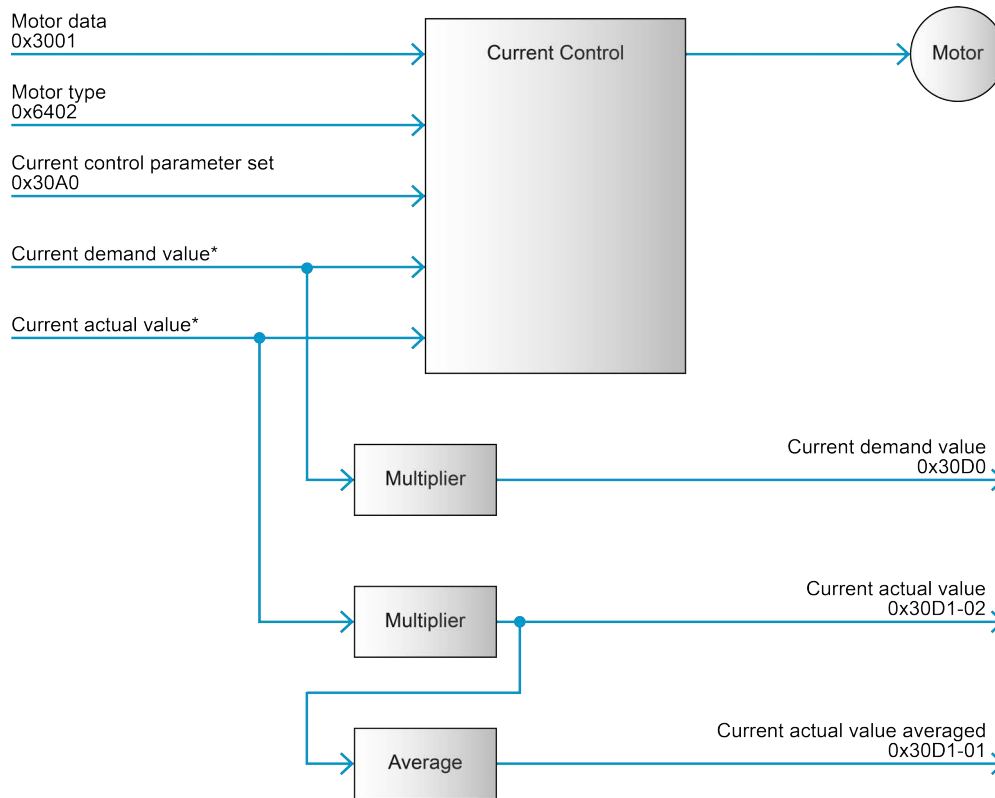 Motor data
0x3001
Current Control
Motor
Motor type
0x6402
Current control parameter set
0x30A0
Current demand value*
Current actual value*
Current demand value
0x30D0
Multiplier
Current actual value
0x30D1-02
Multiplier
Current actual value averaged
0x30D1-01
Average